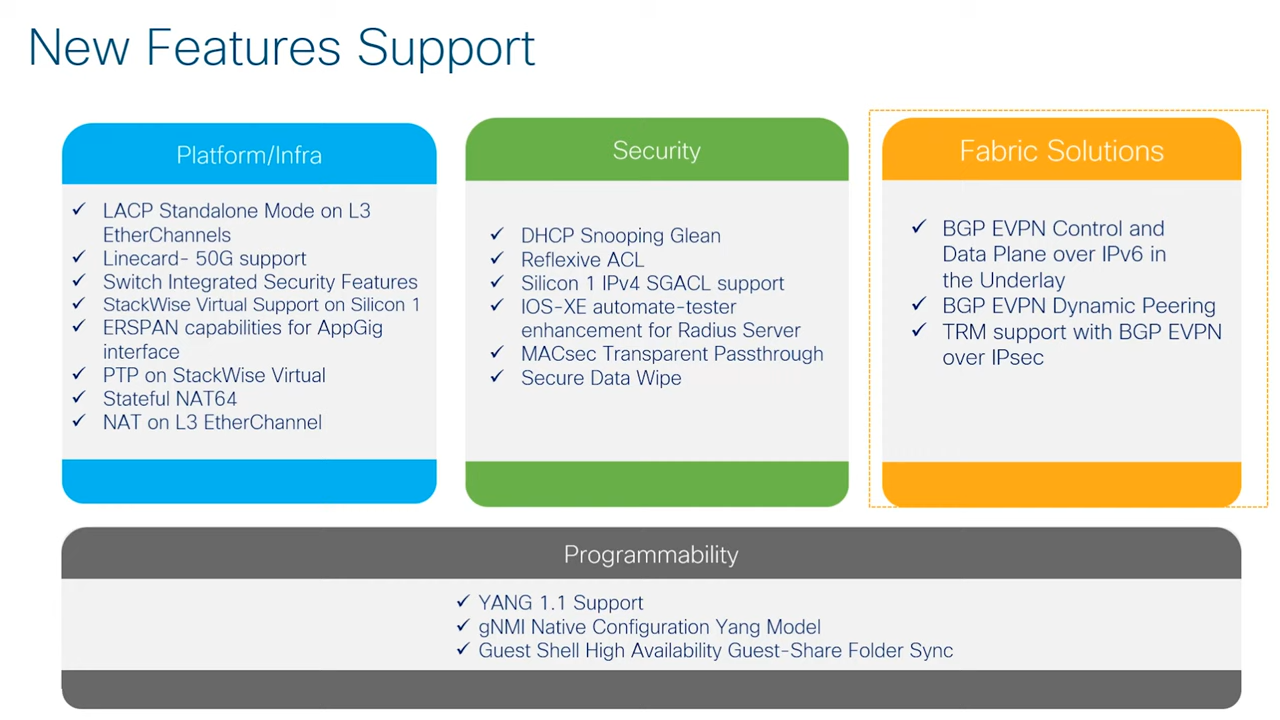 New Features Support
Platform/Infra
LACP Standalone Mode on L3
EtherChannels
Linecard- 50G support
Switch Integrated Security Features
StackWise Virtual Support on Silicon 1
ERSPAN capabilities for AppGig
interface
PTP on StackWise Virtual
Stateful NAT64
NAT on L3 EtherChannel
Security
DHCP Snooping Glean
Reflexive ACL
Silicon 1 IPv4 SGACL support
IOS-XE automate-tester
enhancement for Radius Server
MACsec Transparent Passthrough
Secure Data Wipe
Fabric Solutions
BGP EVPN Control and
Data Plane over IPv6 in
the Underlay
BGP EVPN Dynamic Peering
TRM support with BGP EVPN
over IPsec
Programmability
YANG 1.1 Support
gNMI Native Configuration Yang Model
Guest Shell High Availability Guest-Share Folder Sync